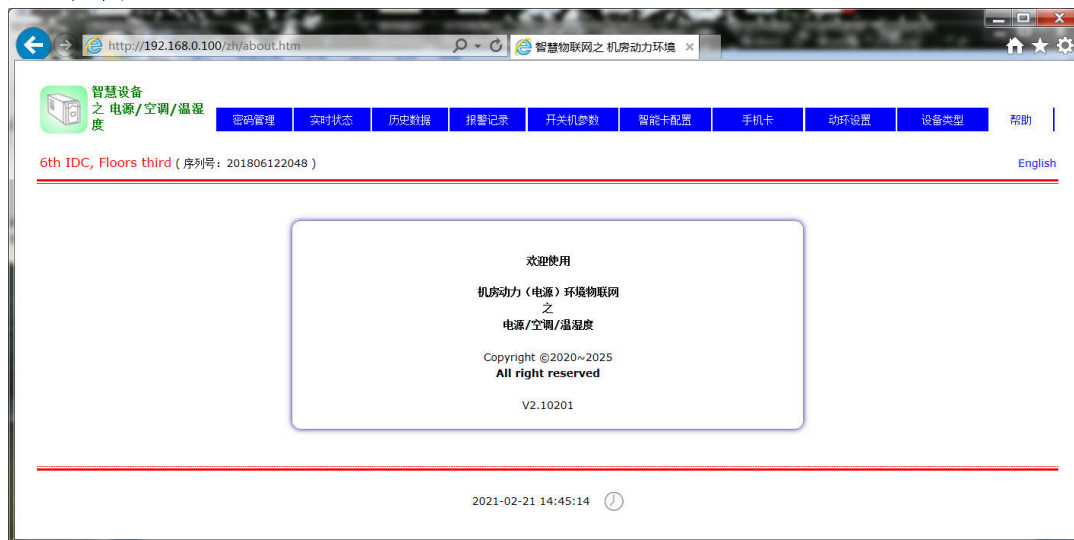 http://192.168.0.100/zh/about.htm
智慧物联网之 机房动力环境
智慧设备
之 电源/空调/温湿
度
密码管理 实时状态 历史数据 报警记录 开关机参数 智能卡配置 手机卡 动环设置 设备类型 帮助
6th IDC, Floors third ( 序列号: 201806122048 )
English
欢迎使用
机房动力（电源）环境物联网
之
电源/空调/温湿度
Copyright ©2020~2025
All right reserved
V2.10201
2021-02-21 14:45:14